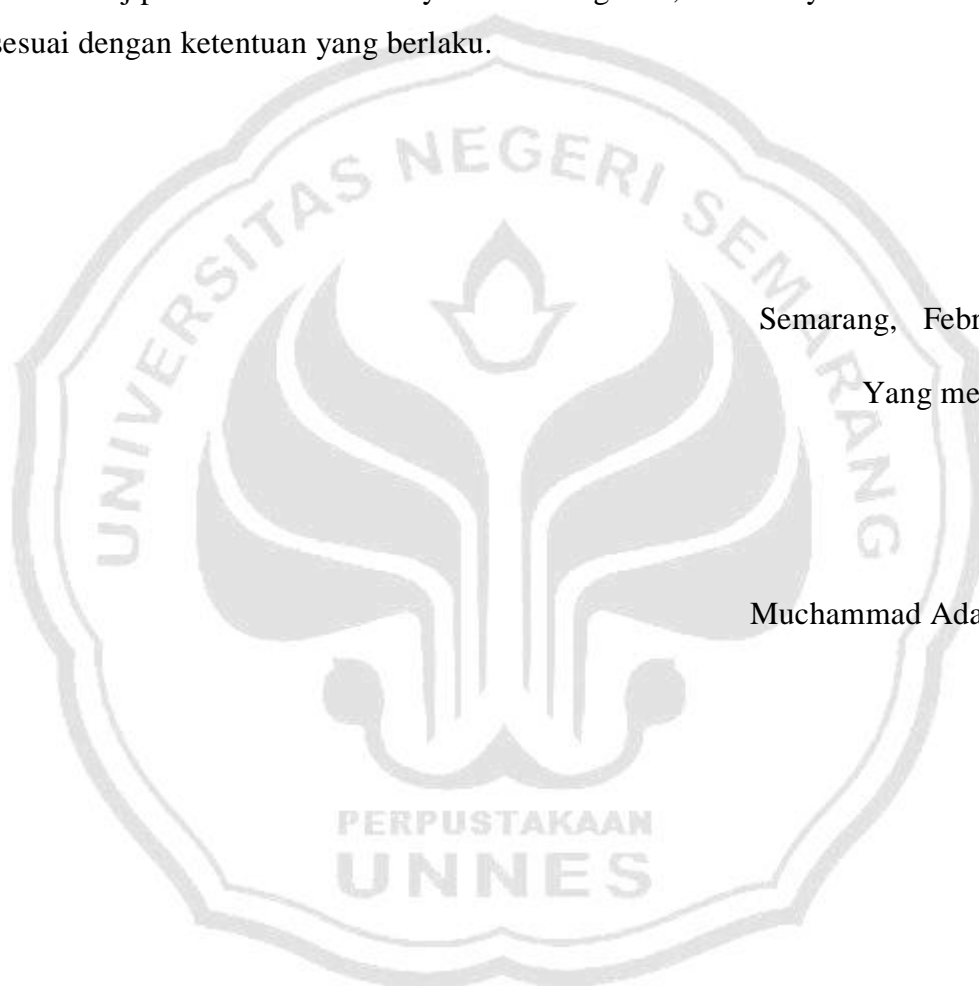 sesuai dengan ketentuan yang berlaku.
UNIVERSITAS NEGERI SEMARANG
Semarang, Febr
Yang me
Muchammad Ada
PERPUSTAKAAN
UNNES